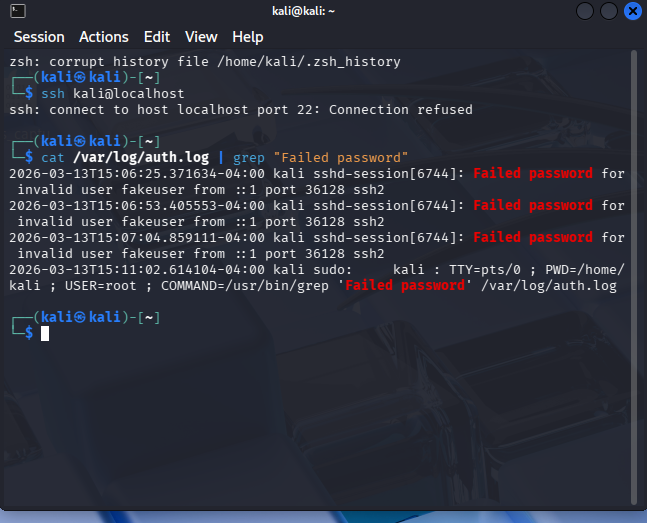 kali@kali: ~
Session Actions Edit View Help
zsh: corrupt history file /home/kali/.zsh_history
┌──(kali㉿kali)-[~]
└─$ ssh kali@localhost
ssh: connect to host localhost port 22: Connection refused
┌──(kali㉿kali)-[~]
└─$ cat /var/log/auth.log | grep "Failed password"
2026-03-13T15:06:25.371634-04:00 kali sshd-session[6744]: Failed password for
invalid user fakeuser from ::1 port 36128 ssh2
2026-03-13T15:06:53.405553-04:00 kali sshd-session[6744]: Failed password for
invalid user fakeuser from ::1 port 36128 ssh2
2026-03-13T15:07:04.859111-04:00 kali sshd-session[6744]: Failed password for
invalid user fakeuser from ::1 port 36128 ssh2
2026-03-13T15:11:02.614104-04:00 kali sudo:     kali : TTY=pts/0 ; PWD=/home/
kali ; USER=root ; COMMAND=/usr/bin/grep 'Failed password' /var/log/auth.log
┌──(kali㉿kali)-[~]
└─$